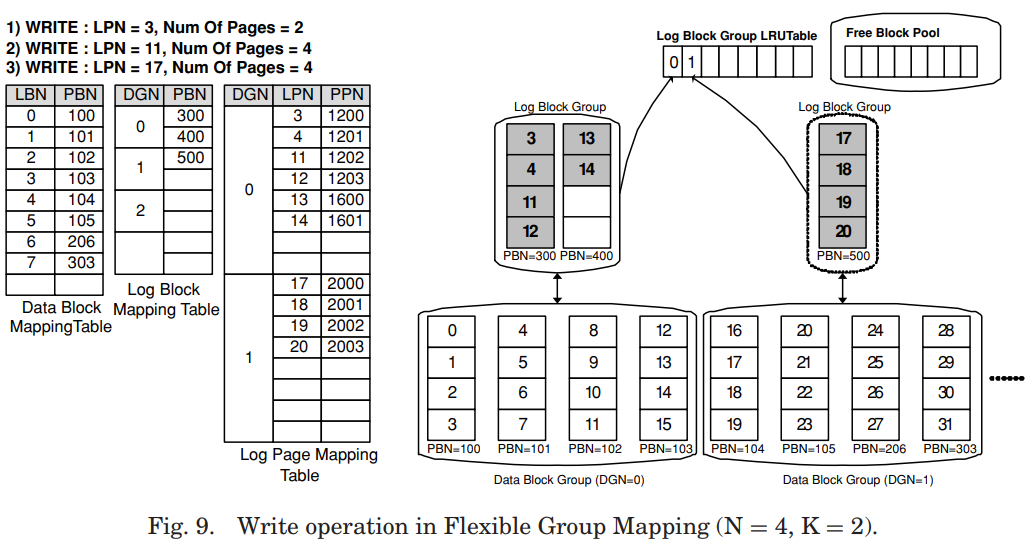 1) WRITE : LPN = 3, Num Of Pages = 2
2) WRITE : LPN = 11, Num Of Pages = 4
3) WRITE : LPN = 17, Num Of Pages = 4
LBN PBN
0 100
1 101
2 102
3 103
4 104
5 105
6 206
7 303
Data Block
MappingTable
DGN PBN
0 300
400
1 500
2
Log Block
Mapping Table
DGN LPN PPN
0
3 1200
4 1201
11 1202
12 1203
13 1600
14 1601
1
17 2000
18 2001
19 2002
20 2003
Log Page Mapping
Table
Log Block Group LRUTable
0 1
Free Block Pool
Log Block Group
3 13
4 14
11
12
PBN=300 PBN=400
Log Block Group
17
18
19
20
PBN=500
0 4 8 12
1 5 9 13
2 6 10 14
3 7 11 15
PBN=100 PBN=101 PBN=102 PBN=103
Data Block Group (DGN=0)
16 20 24 28
17 21 25 29
18 22 26 30
19 23 27 31
PBN=104 PBN=105 PBN=206 PBN=303
Data Block Group (DGN=1)
Fig. 9. Write operation in Flexible Group Mapping (N = 4, K = 2).